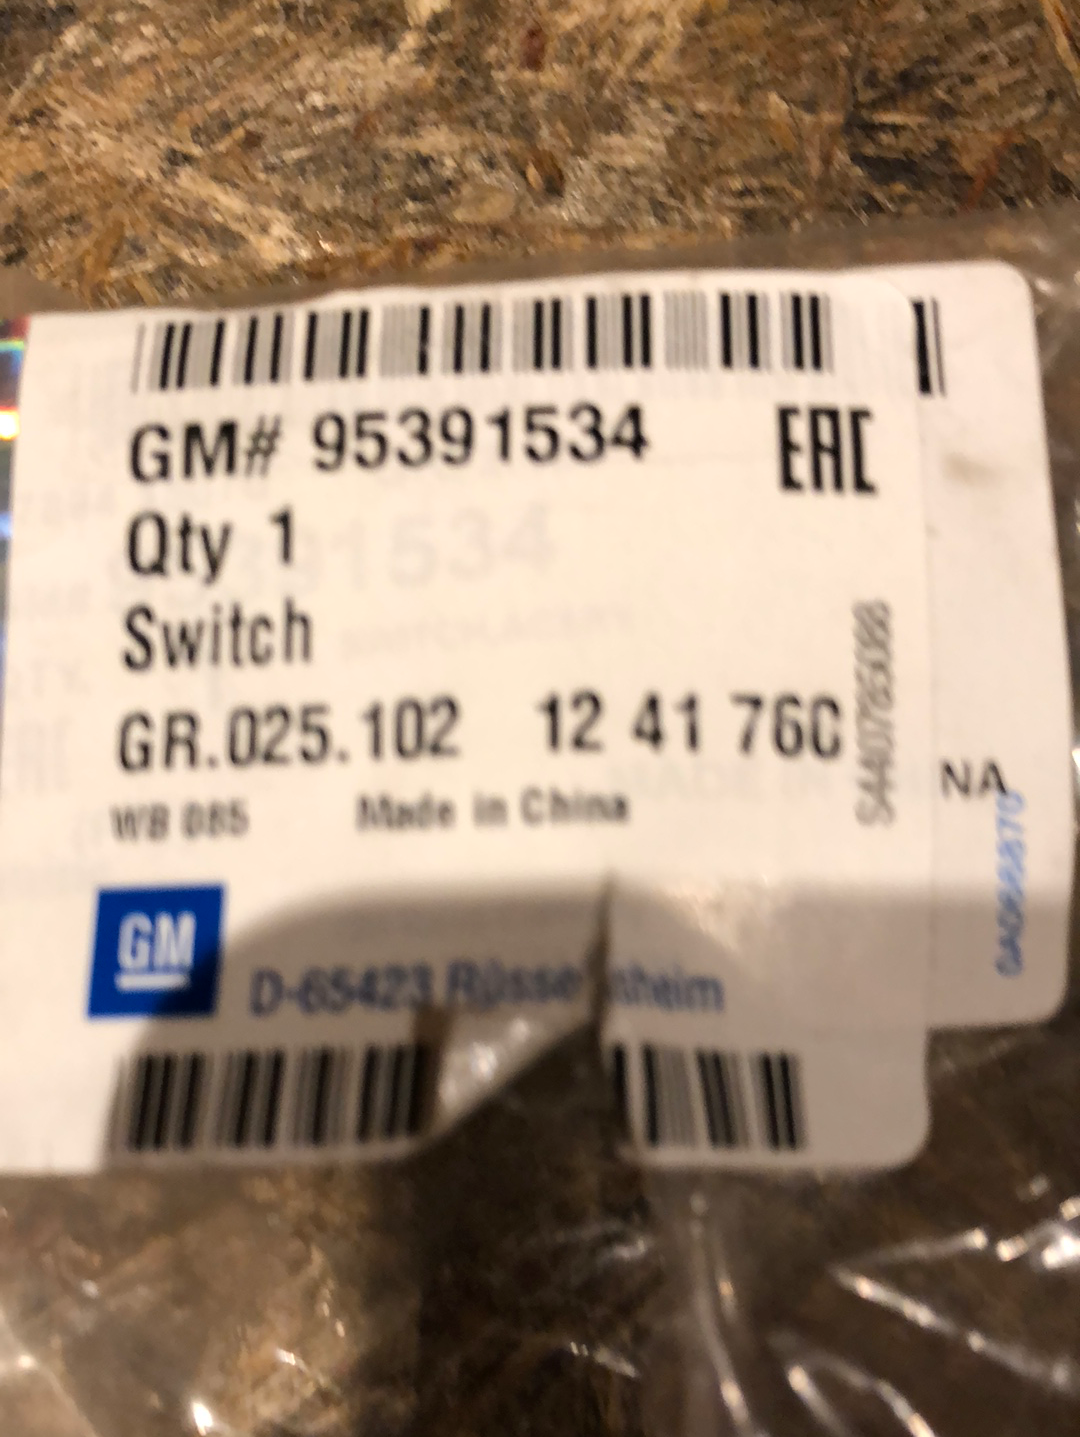 GM# 95391534
EAC
Qty 1
Switch
GR.025.102 12 41 76C
WB 085 Made in China
NA
GM
D-65423